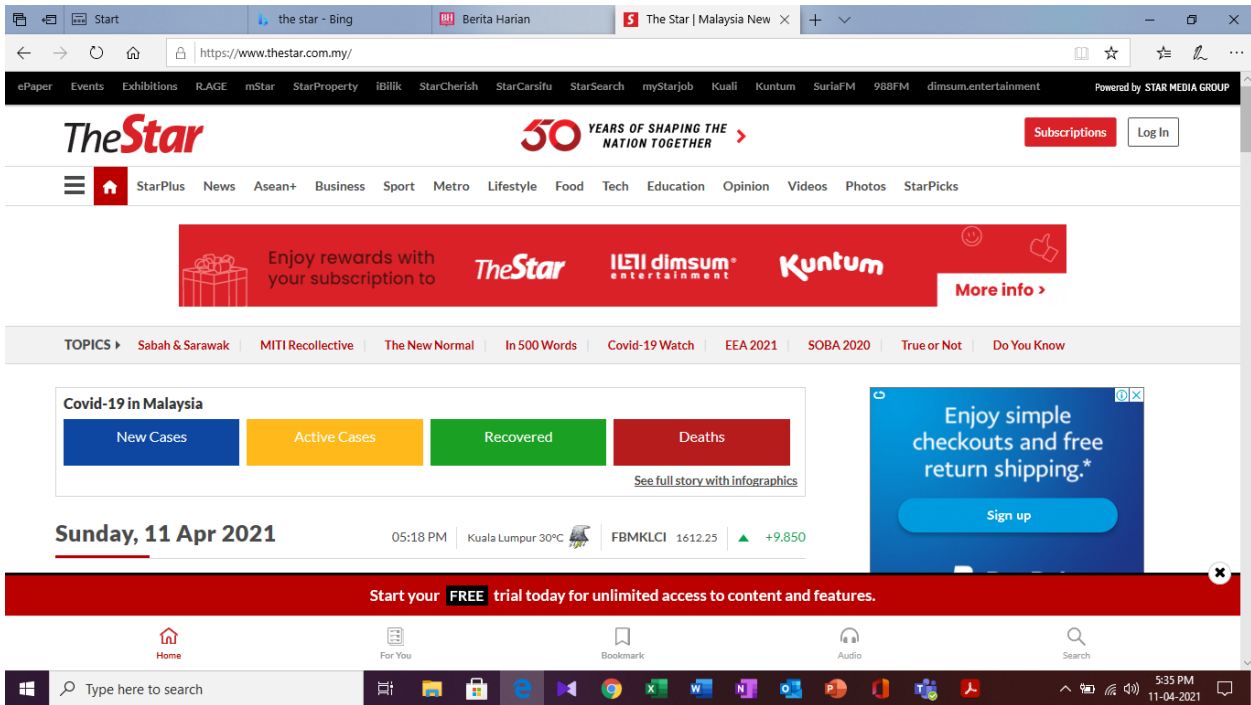 Start
the star - Bing
Berita Harian
The Star | Malaysia New
https://www.thestar.com.my/
ePaper Events Exhibitions R.AGE mStar StarProperty iBilik StarCherish StarCarsifu StarSearch myStarjob Kuali Kuntum SuriaFM 988FM dimsum.entertainment Powered by STAR MEDIA GROUP
TheStar
50 YEARS OF SHAPING THE
NATION TOGETHER
Subscriptions Log In
StarPlus News Asean+ Business Sport Metro Lifestyle Food Tech Education Opinion Videos Photos StarPicks
Enjoy rewards with
your subscription to
TheStar
dimsum
entertainment
Kuntum
More info >
TOPICS Sabah & Sarawak MITI Recollective The New Normal In 500 Words Covid-19 Watch EEA 2021 SOBA 2020 True or Not Do You Know
Covid-19 in Malaysia
New Cases Active Cases Recovered Deaths
See full story with infographics
Enjoy simple
checkouts and free
return shipping.*
Sign up
Sunday, 11 Apr 2021
05:18 PM Kuala Lumpur 30°C FBMKLCI 1612.25 +9.850
Start your FREE trial today for unlimited access to content and features.
Home For You Bookmark Audio Search
Type here to search
5:35 PM
11-04-2021